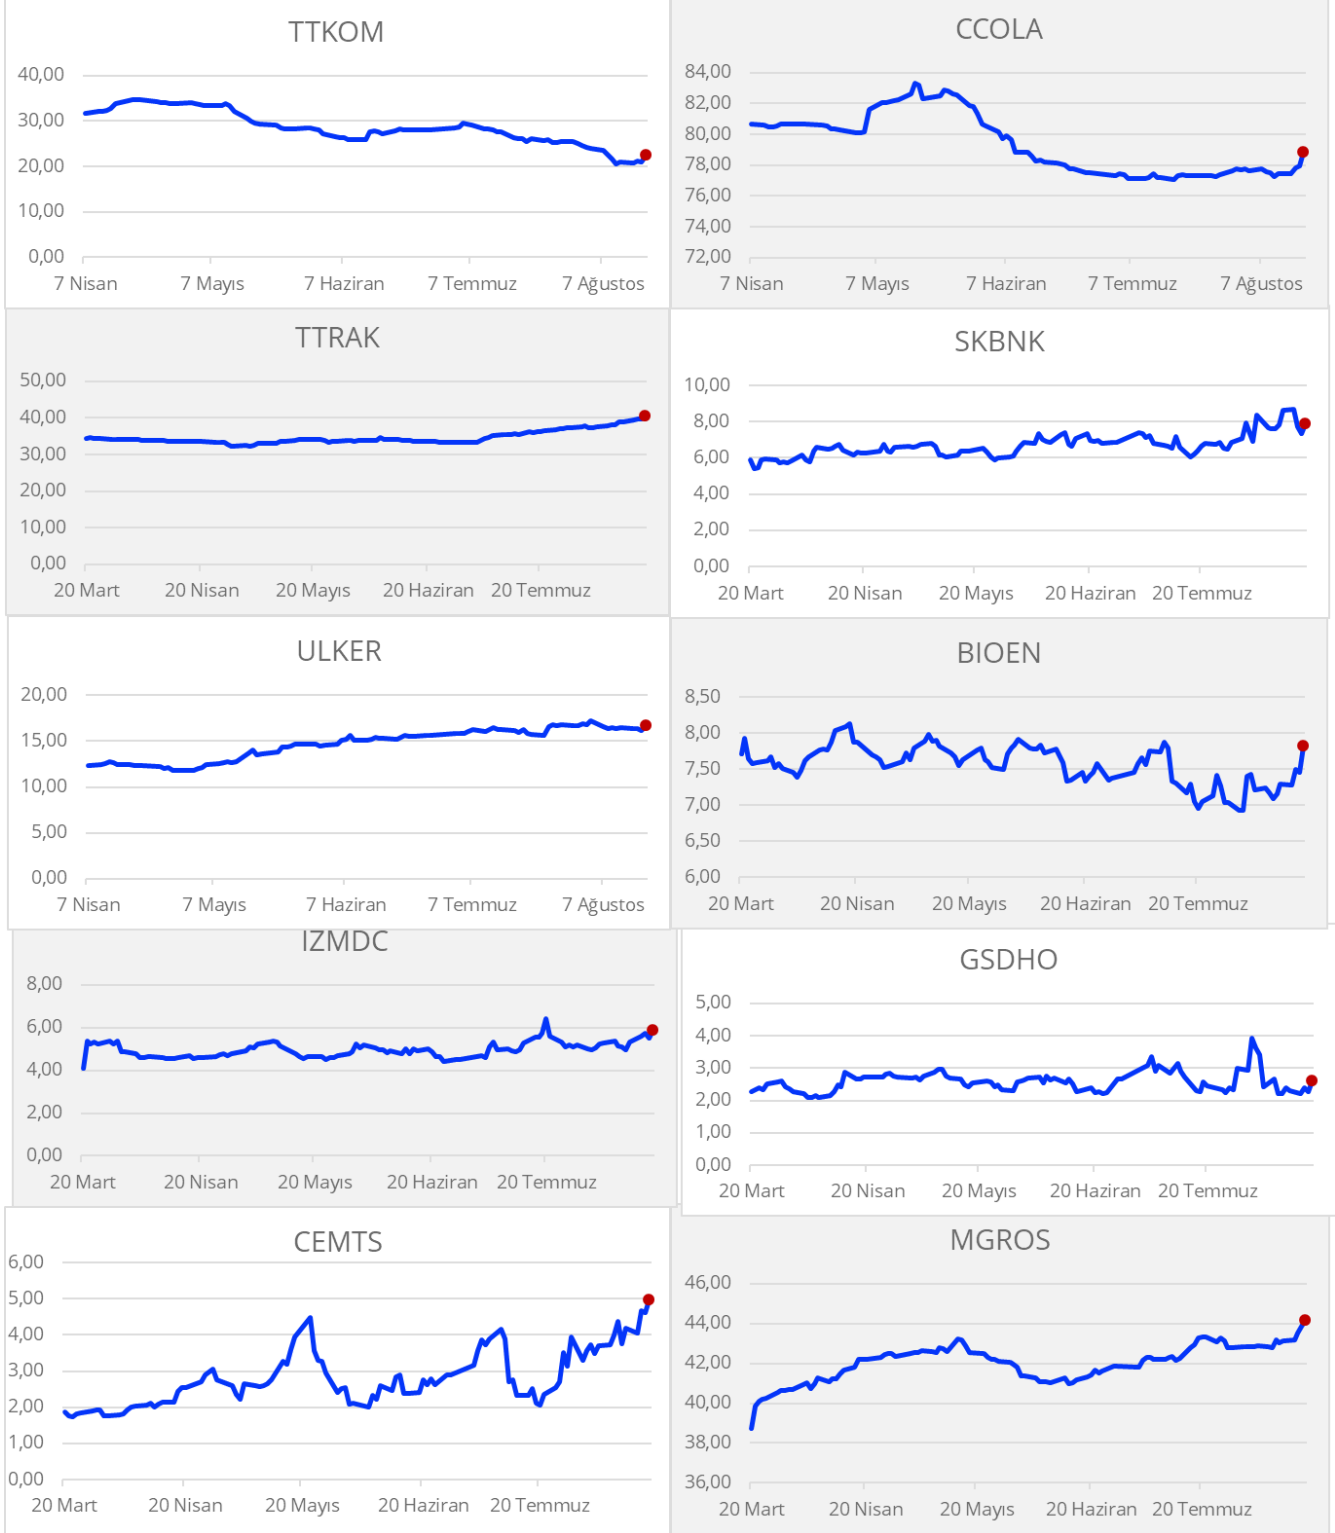 TTKOM
40,00
30,00
20,00
10,00
0,00
7 Nisan 7 Mayıs 7 Haziran 7 Temmuz 7 Ağustos
CCOLA
84,00
82,00
80,00
78,00
76,00
74,00
72,00
7 Nisan 7 Mayıs 7 Haziran 7 Temmuz 7 Ağustos
TTRAK
50,00
40,00
30,00
20,00
10,00
0,00
20 Mart 20 Nisan 20 Mayıs 20 Haziran 20 Temmuz
SKBNK
10,00
8,00
6,00
4,00
2,00
0,00
20 Mart 20 Nisan 20 Mayıs 20 Haziran 20 Temmuz
ULKER
20,00
15,00
10,00
5,00
0,00
7 Nisan 7 Mayıs 7 Haziran 7 Temmuz 7 Ağustos
BIOEN
8,50
8,00
7,50
7,00
6,50
6,00
20 Mart 20 Nisan 20 Mayıs 20 Haziran 20 Temmuz
IZMDC
8,00
6,00
4,00
2,00
0,00
20 Mart 20 Nisan 20 Mayıs 20 Haziran 20 Temmuz
GSDHO
5,00
4,00
3,00
2,00
1,00
0,00
20 Mart 20 Nisan 20 Mayıs 20 Haziran 20 Temmuz
CEMTS
6,00
5,00
4,00
3,00
2,00
1,00
0,00
20 Mart 20 Nisan 20 Mayıs 20 Haziran 20 Temmuz
MGROS
46,00
44,00
42,00
40,00
38,00
36,00
20 Mart 20 Nisan 20 Mayıs 20 Haziran 20 Temmuz